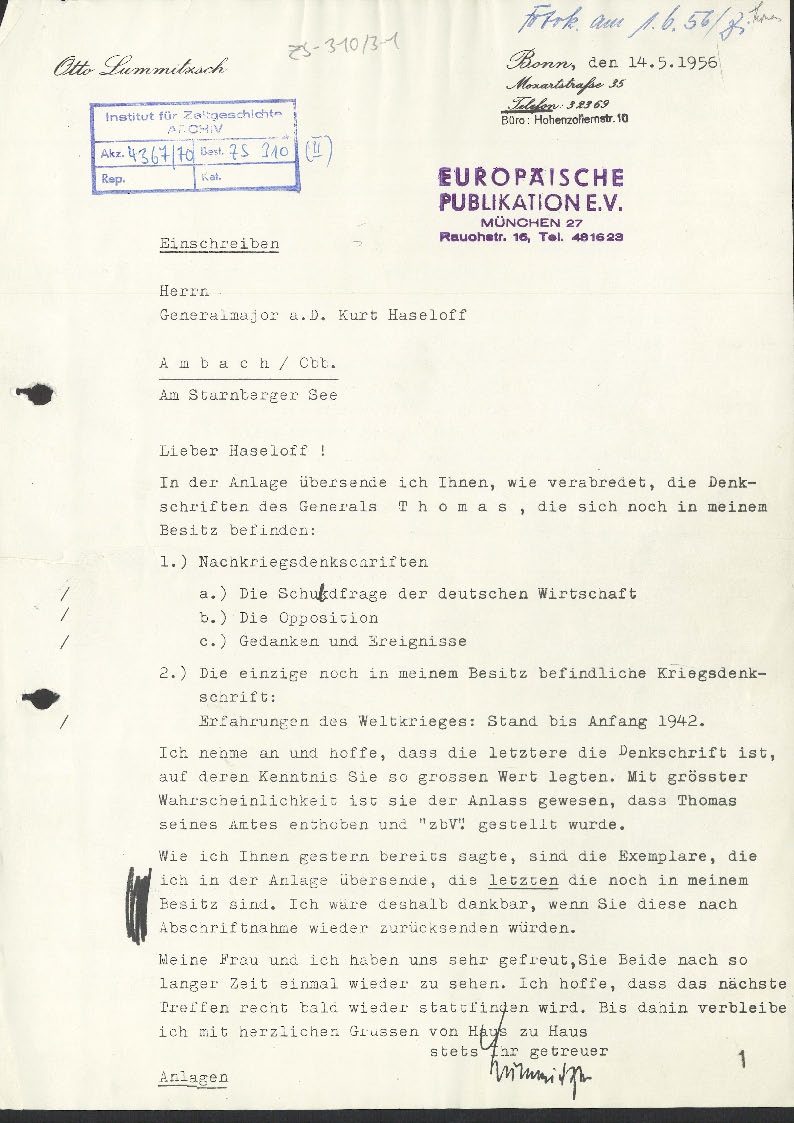 Fotok. am 1.6.56
ZS-310/3-1
Otto Lummitzsch
Bonn, den 14.5.1956
Mozartstraße 35
Telefon: 32369
Büro: Hohenzollernstr. 10
Institut für Zeitgeschichte
ARCHIV
Akz. 4367/70 Best. ZS 310 (II)
Rep. Kat.
EUROPÄISCHE
PUBLIKATION E.V.
MÜNCHEN 27
Rauchstr. 16, Tel. 481623
Einschreiben
Herrn
Generalmajor a.D. Kurt Haseloff
A m b a c h / Obb.
Am Starnberger See
Lieber Haseloff !
In der Anlage übersende ich Ihnen, wie verabredet, die Denk-
schriften des Generals T h o m a s , die sich noch in meinem
Besitz befinden:
1.) Nachkriegsdenkschriften
/ a.) Die Schuldfrage der deutschen Wirtschaft
/ b.) Die Opposition
/ c.) Gedanken und Ereignisse
2.) Die einzige noch in meinem Besitz befindliche Kriegsdenk-
schrift:
/ Erfahrungen des Weltkrieges: Stand bis Anfang 1942.
Ich nehme an und hoffe, dass die letztere die Denkschrift ist,
auf deren Kenntnis Sie so grossen Wert legten. Mit grösster
Wahrscheinlichkeit ist sie der Anlass gewesen, dass Thomas
seines Amtes enthoben und "zbV" gestellt wurde.
Wie ich Ihnen gestern bereits sagte, sind die Exemplare, die
ich in der Anlage übersende, die letzten die noch in meinem
Besitz sind. Ich wäre deshalb dankbar, wenn Sie diese nach
Abschriftnahme wieder zurücksenden würden.
Meine Frau und ich haben uns sehr gefreut,Sie Beide nach so
langer Zeit einmal wieder zu sehen. Ich hoffe, dass das nächste
Treffen recht bald wieder stattfinden wird. Bis dahin verbleibe
ich mit herzlichen Grüssen von Haus zu Haus
stets Ihr getreuer
Lummitzsch
1
Anlagen